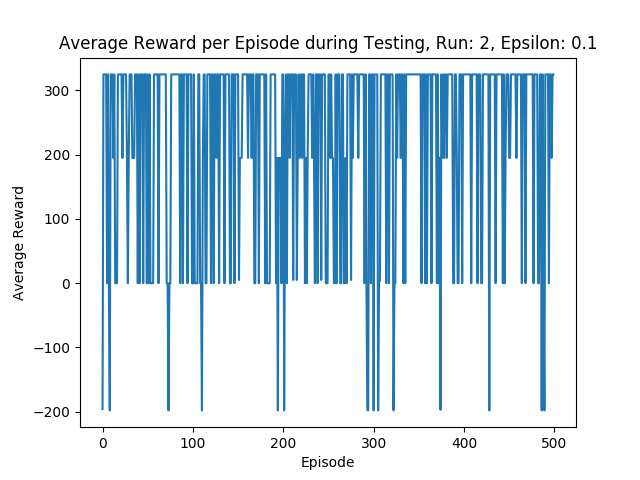 Average Reward per Episode during Testing, Run: 2, Epsilon: 0.1
300
200
100
0
−100
−200
Average Reward
0 100 200 300 400 500
Episode